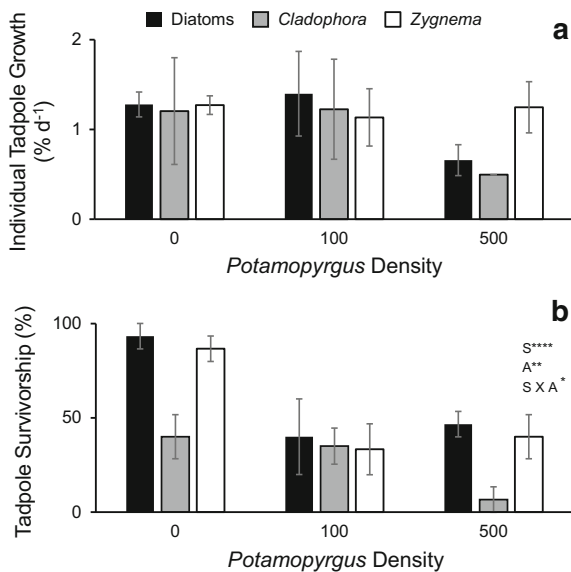 Diatoms Cladophora Zygnema
a
Individual Tadpole Growth
(% d⁻¹)
2
1
0
0 100 500
Potamopyrgus Density
b
Tadpole Survivorship (%)
100
50
0
S****
A**
S X A*
0 100 500
Potamopyrgus Density